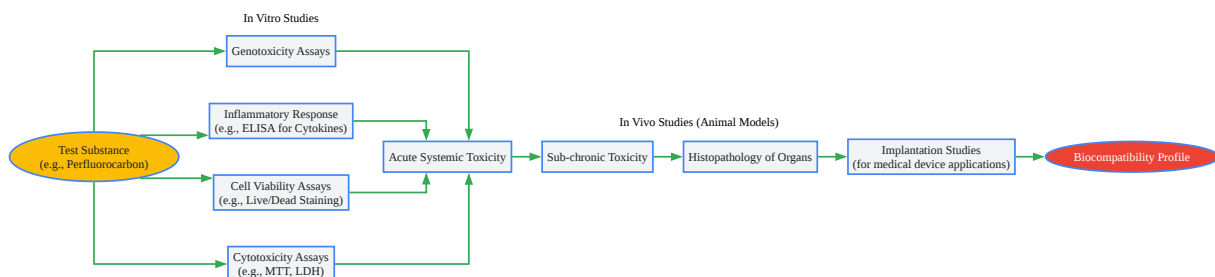 In Vitro Studies
Genotoxicity Assays
Inflammatory Response
(e.g., ELISA for Cytokines)
In Vivo Studies (Animal Models)
Test Substance
(e.g., Perfluorocarbon)
Acute Systemic Toxicity
Sub-chronic Toxicity
Histopathology of Organs
Implantation Studies
(for medical device applications)
Biocompatibility Profile
Cell Viability Assays
(e.g., Live/Dead Staining)
Cytotoxicity Assays
(e.g., MTT, LDH)